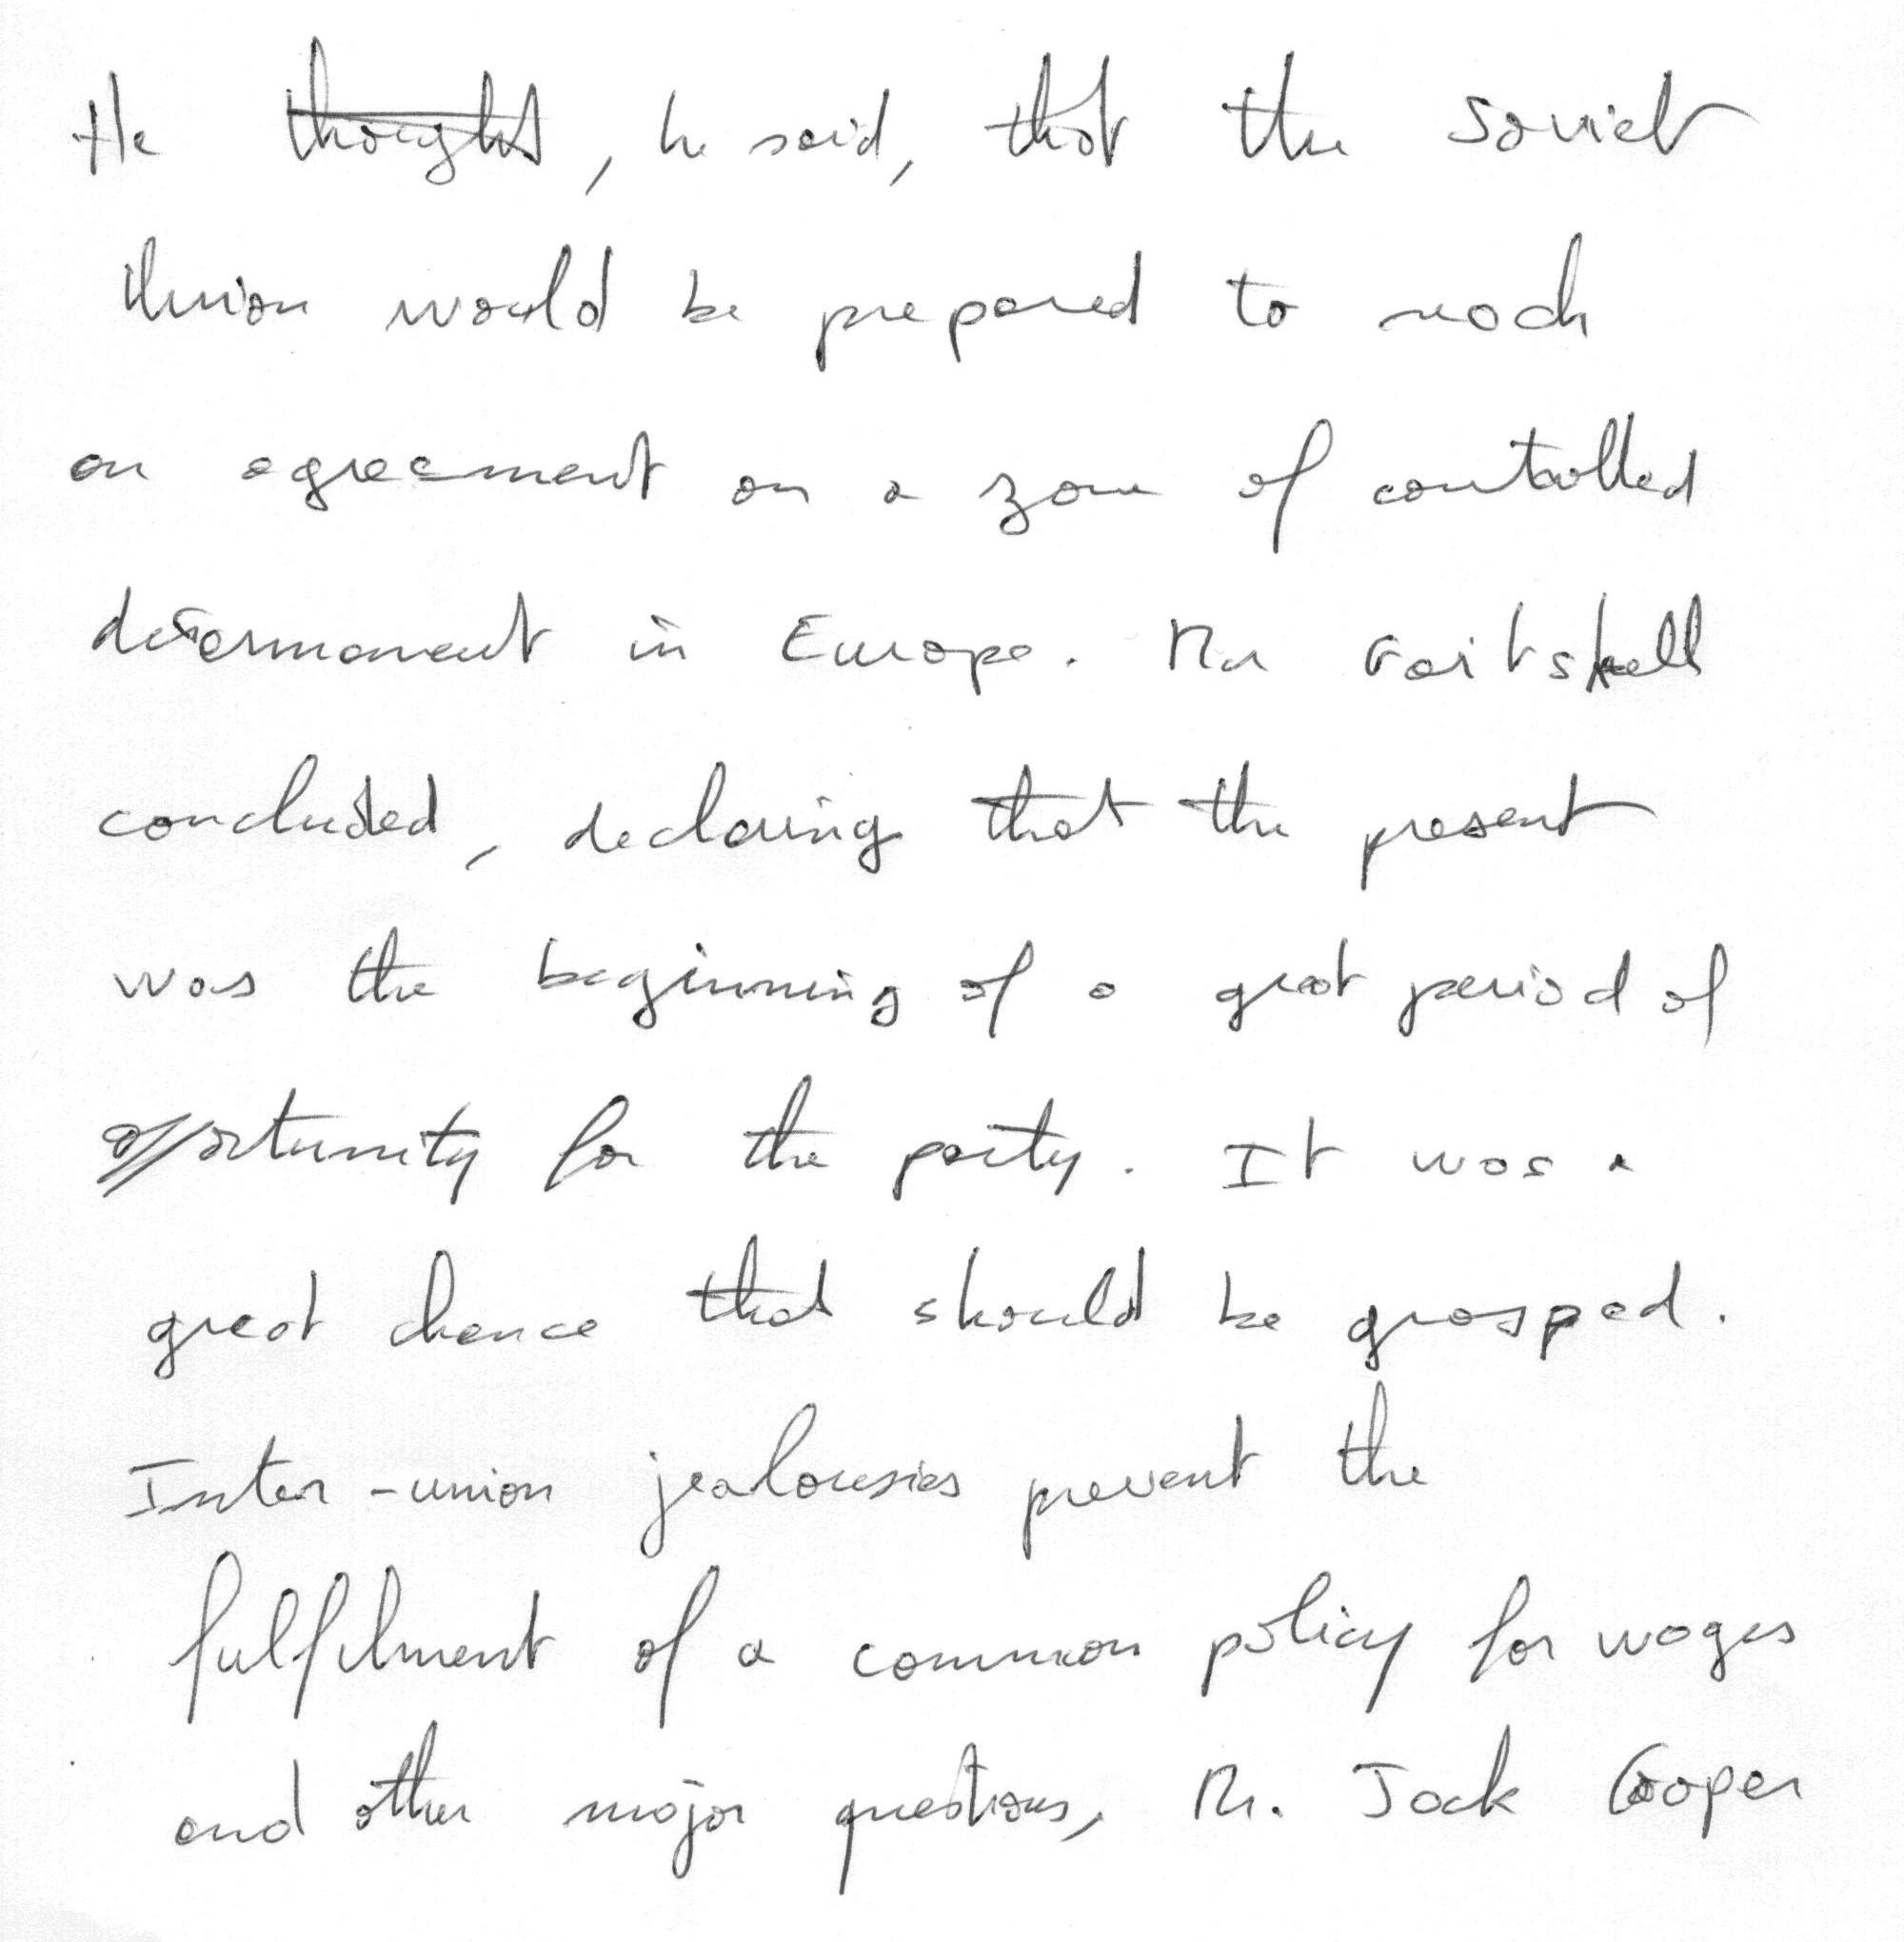 He thought, he said, that the Soviet
Union would be prepared to reach
an agreement on a zone of controlled
disarmament in Europe. Mr Gaitskell
concluded, declaring that the present
was the beginning of a great period of
opportunity for the party. It was a
great chance that should be grasped.
Inter-union jealousies prevent the
fulfilment of a common policy for wages
and other major questions, Mr. Jack Cooper